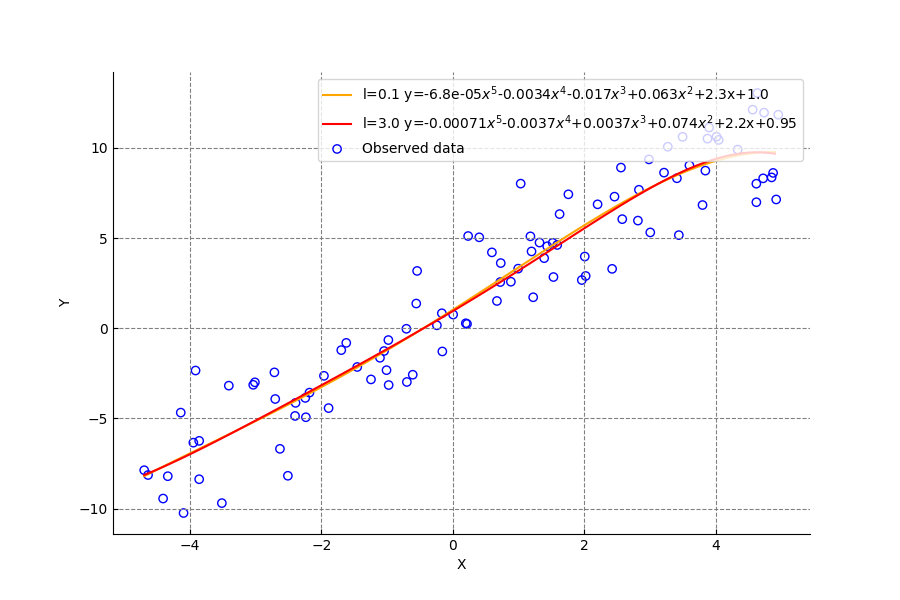 l=0.1 y=-6.8e-05x⁵-0.0034x⁴-0.017x³+0.063x²+2.3x+1.0
l=3.0 y=-0.00071x⁵-0.0037x⁴+0.0037x³+0.074x²+2.2x+0.95
Observed data
10
5
0
−5
−10
Y
−4 −2 0 2 4
X